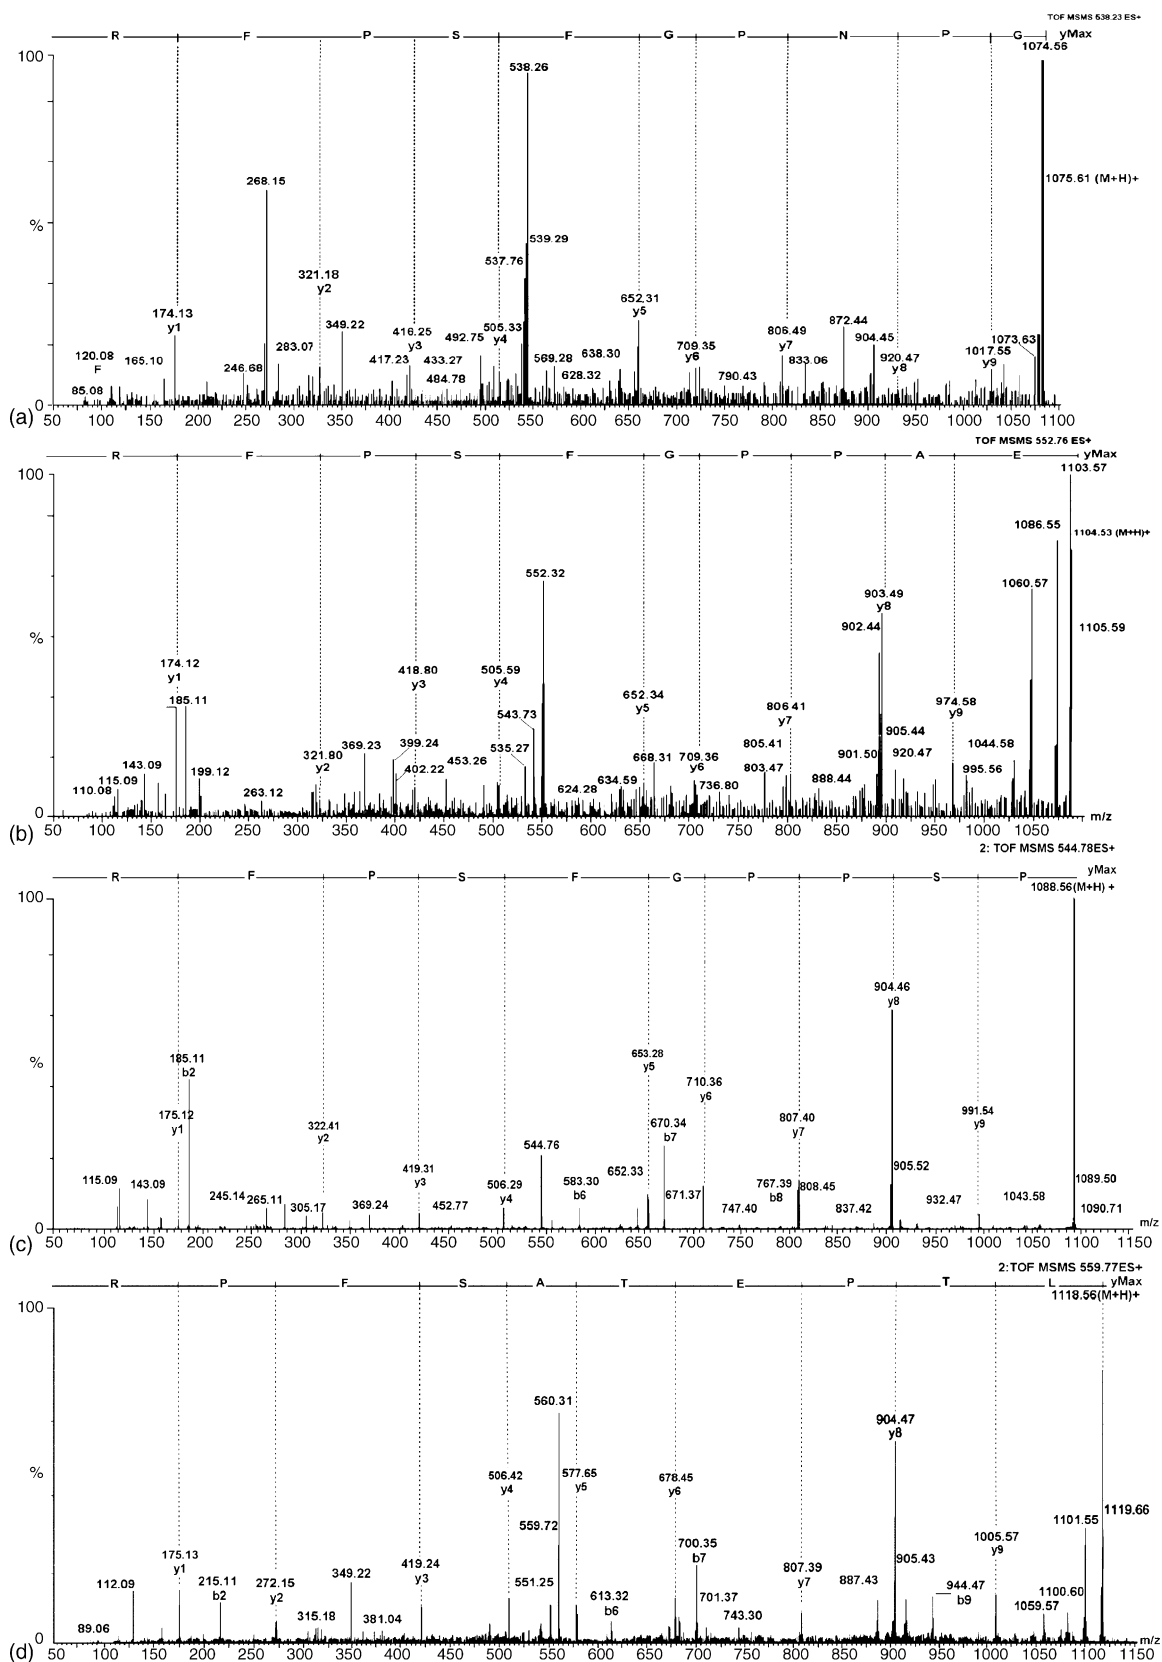 TOF MSMS 538.23 ES+
R F P S F G P N P G yMax
1074.56
100
538.26
1075.61 (M+H)+
268.15
%
539.29
537.76
321.18
y2
652.31
y5
174.13
y1
349.22
416.25
y3
492.75
505.33
y4
806.49
y7
872.44
904.45
1073.63
120.08
F
165.10
283.07
246.68
417.23
433.27
484.78
569.28
638.30
628.32
709.35
y6
790.43
833.06
920.47
y8
1017.55
y9
85.08
0
(a)
50 100 150 200 250 300 350 400 450 500 550 600 650 700 750 800 850 900 950 1000 1050 1100
TOF MSMS 552.76 ES+
R F P S F G P P A E yMax
1103.57
100
1086.55
1104.53 (M+H)+
552.32
1060.57
903.49
y8
902.44
1105.59
%
174.12
y1
418.80
y3
505.59
y4
185.11
652.34
y5
806.41
y7
974.58
y9
543.73
905.44
369.23
399.24
321.80
y2
535.27
805.41
901.50
920.47
1044.58
143.09
199.12
402.22
453.26
668.31
709.36
y6
803.47
995.56
115.09
110.08
263.12
624.28
634.59
736.80
888.44
0
(b)
50 100 150 200 250 300 350 400 450 500 550 600 650 700 750 800 850 900 950 1000 1050 m/z
2: TOF MSMS 544.78ES+
R F P S F G P P S P yMax
1088.56(M+H) +
100
904.46
y8
%
185.11
b2
653.28
y5
710.36
y6
175.12
y1
322.41
y2
670.34
b7
807.40
y7
991.54
y9
544.76
419.31
y3
115.09
143.09
245.14
265.11
305.17
369.24
452.77
506.29
y4
583.30
b6
652.33
671.37
747.40
767.39
b8
808.45
837.42
905.52
932.47
1043.58
1089.50
1090.71
0
(c)
50 100 150 200 250 300 350 400 450 500 550 600 650 700 750 800 850 900 950 1000 1050 1100 1150 m/z
2:TOF MSMS 559.77ES+
R P F S A T E P T L yMax
1118.56(M+H)+
100
560.31
904.47
y8
%
506.42
y4
577.65
y5
678.45
y6
559.72
1101.55
1119.66
175.13
y1
419.24
y3
700.35
b7
1005.57
y9
112.09
215.11
b2
272.15
y2
349.22
551.25
613.32
b6
701.37
807.39
y7
887.43
905.43
944.47
b9
1100.60
1059.57
89.06
315.18
381.04
743.30
0
(d)
50 100 150 200 250 300 350 400 450 500 550 600 650 700 750 800 850 900 950 1000 1050 1100 1150 m/z